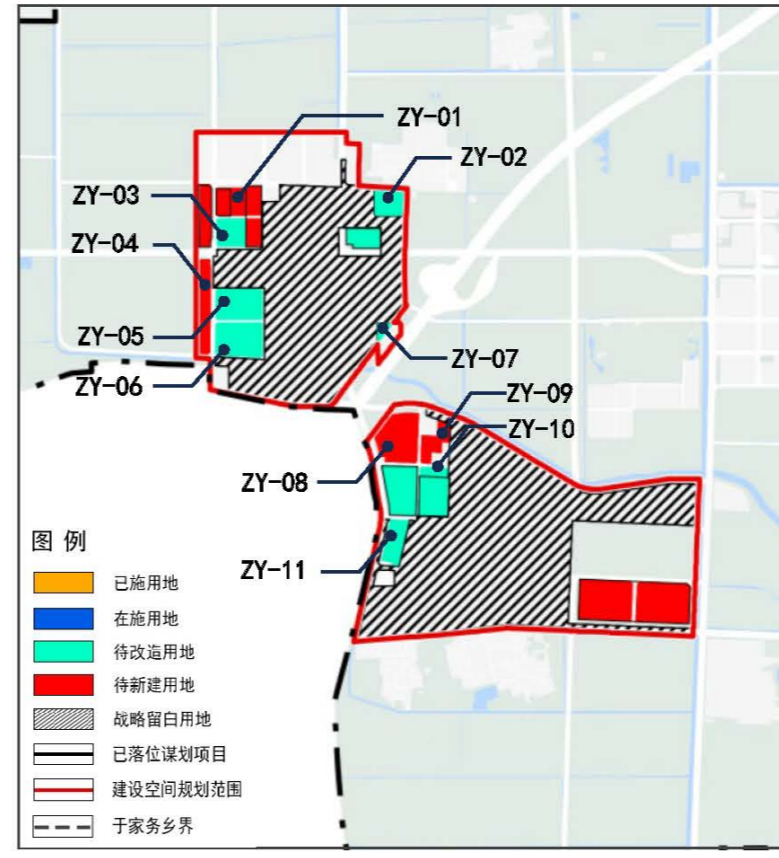 ZY-01
ZY-02
ZY-03
ZY-04
ZY-05
ZY-06
ZY-07
ZY-09
ZY-10
ZY-08
ZY-11
图 例
已施用地
在施用地
待改造用地
待新建用地
战略留白用地
已落位谋划项目
建设空间规划范围
于家务乡界